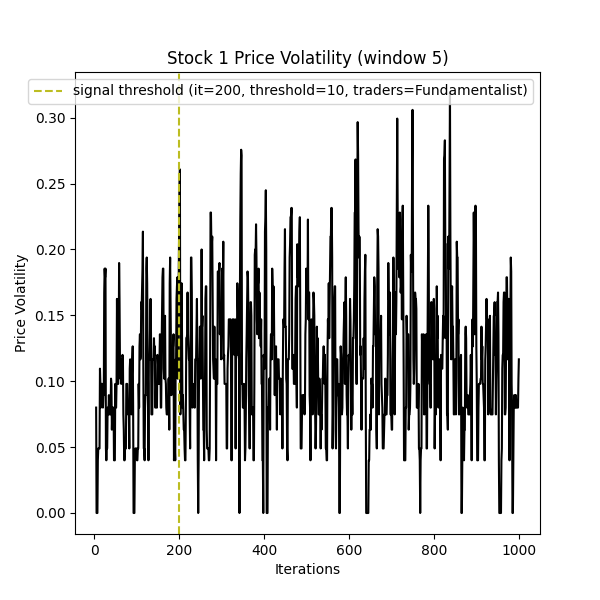 Stock 1 Price Volatility (window 5)
signal threshold (it=200, threshold=10, traders=Fundamentalist)
0.30
0.25
0.20
0.15
0.10
0.05
0.00
Price Volatility
0 200 400 600 800 1000
Iterations